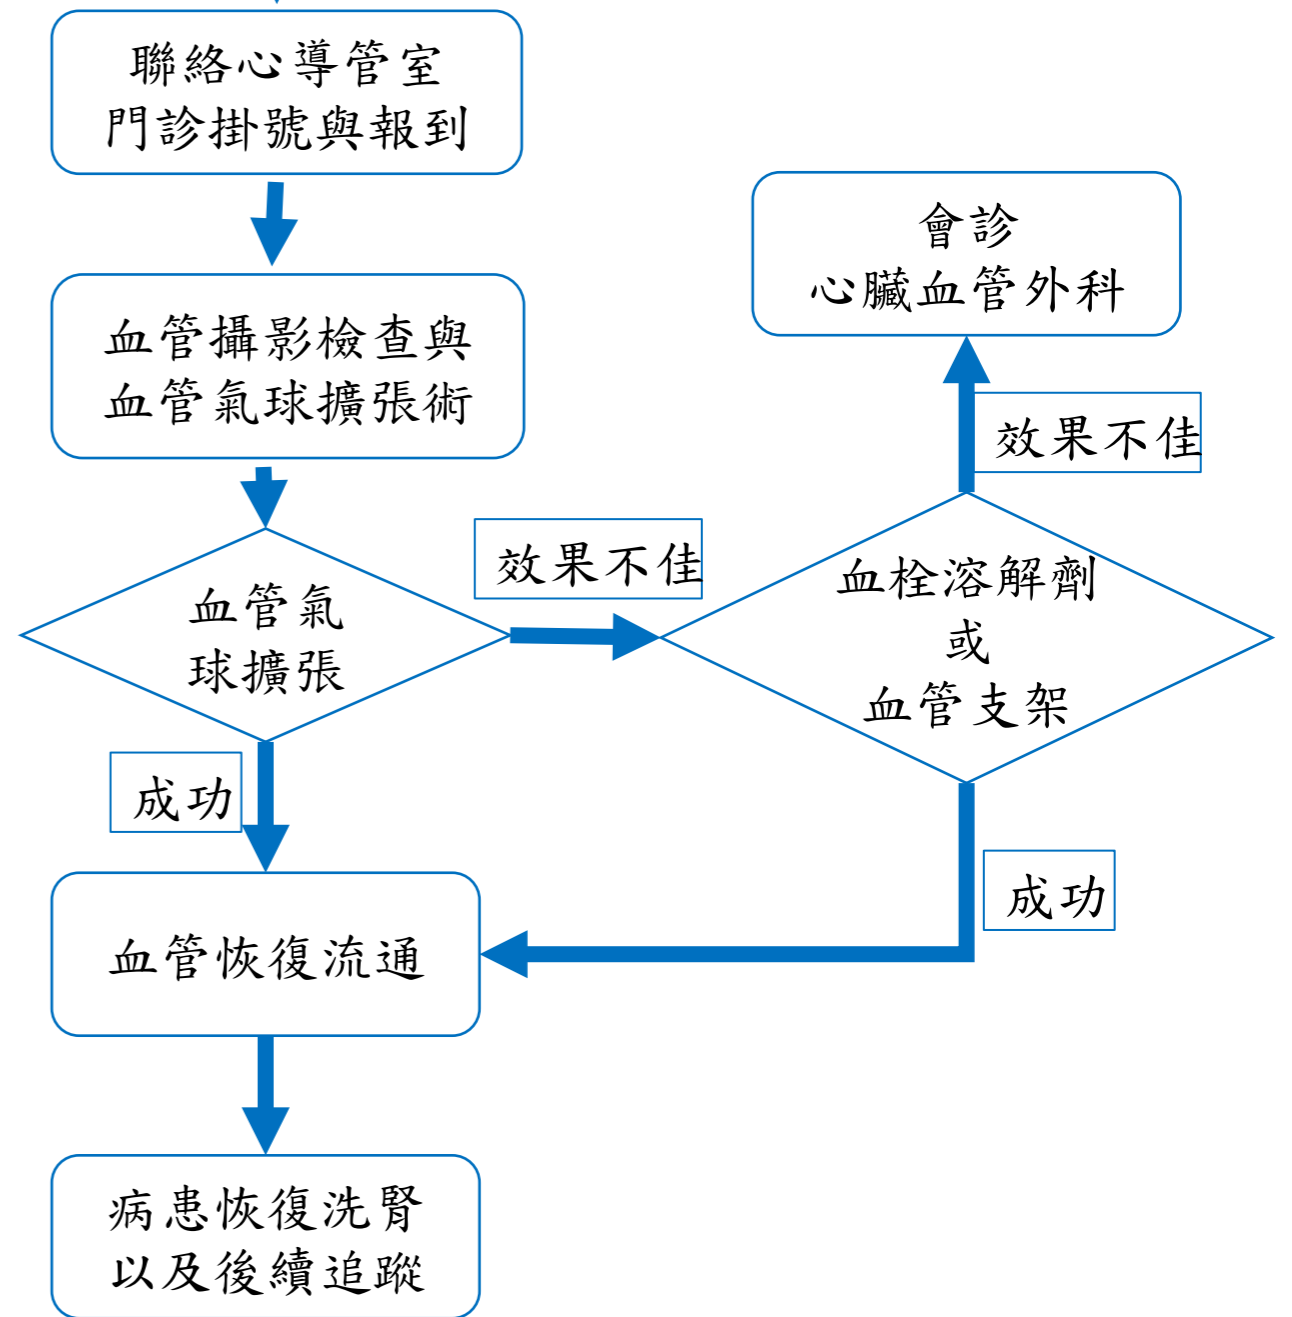 聯絡心導管室
門診掛號與報到
血管攝影檢查與
血管氣球擴張術
血管氣
球擴張
效果不佳
血栓溶解劑
或
血管支架
效果不佳
會診
心臟血管外科
成功
成功
血管恢復流通
病患恢復洗腎
以及後續追蹤